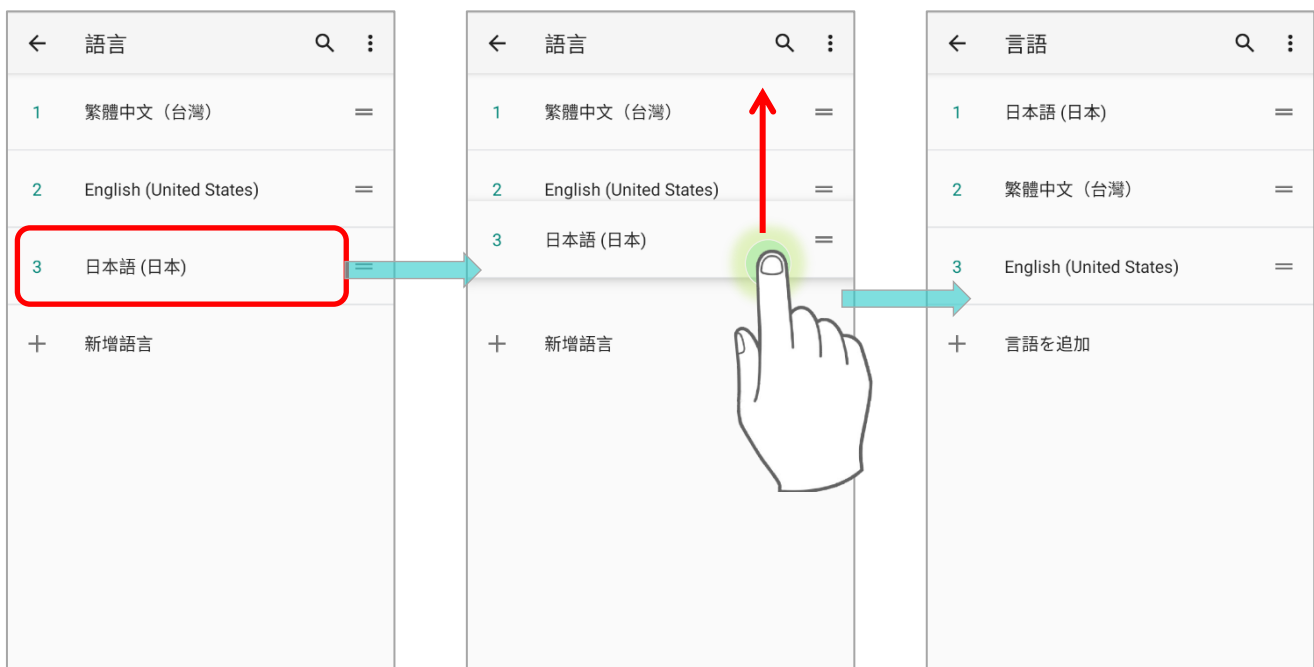 語言
1 繁體中文（台灣）
2 English (United States)
3 日本語 (日本)
新增語言
語言
1 繁體中文（台灣）
2 English (United States)
3 日本語 (日本)
新增語言
言語
1 日本語 (日本)
2 繁體中文（台灣）
3 English (United States)
言語を追加